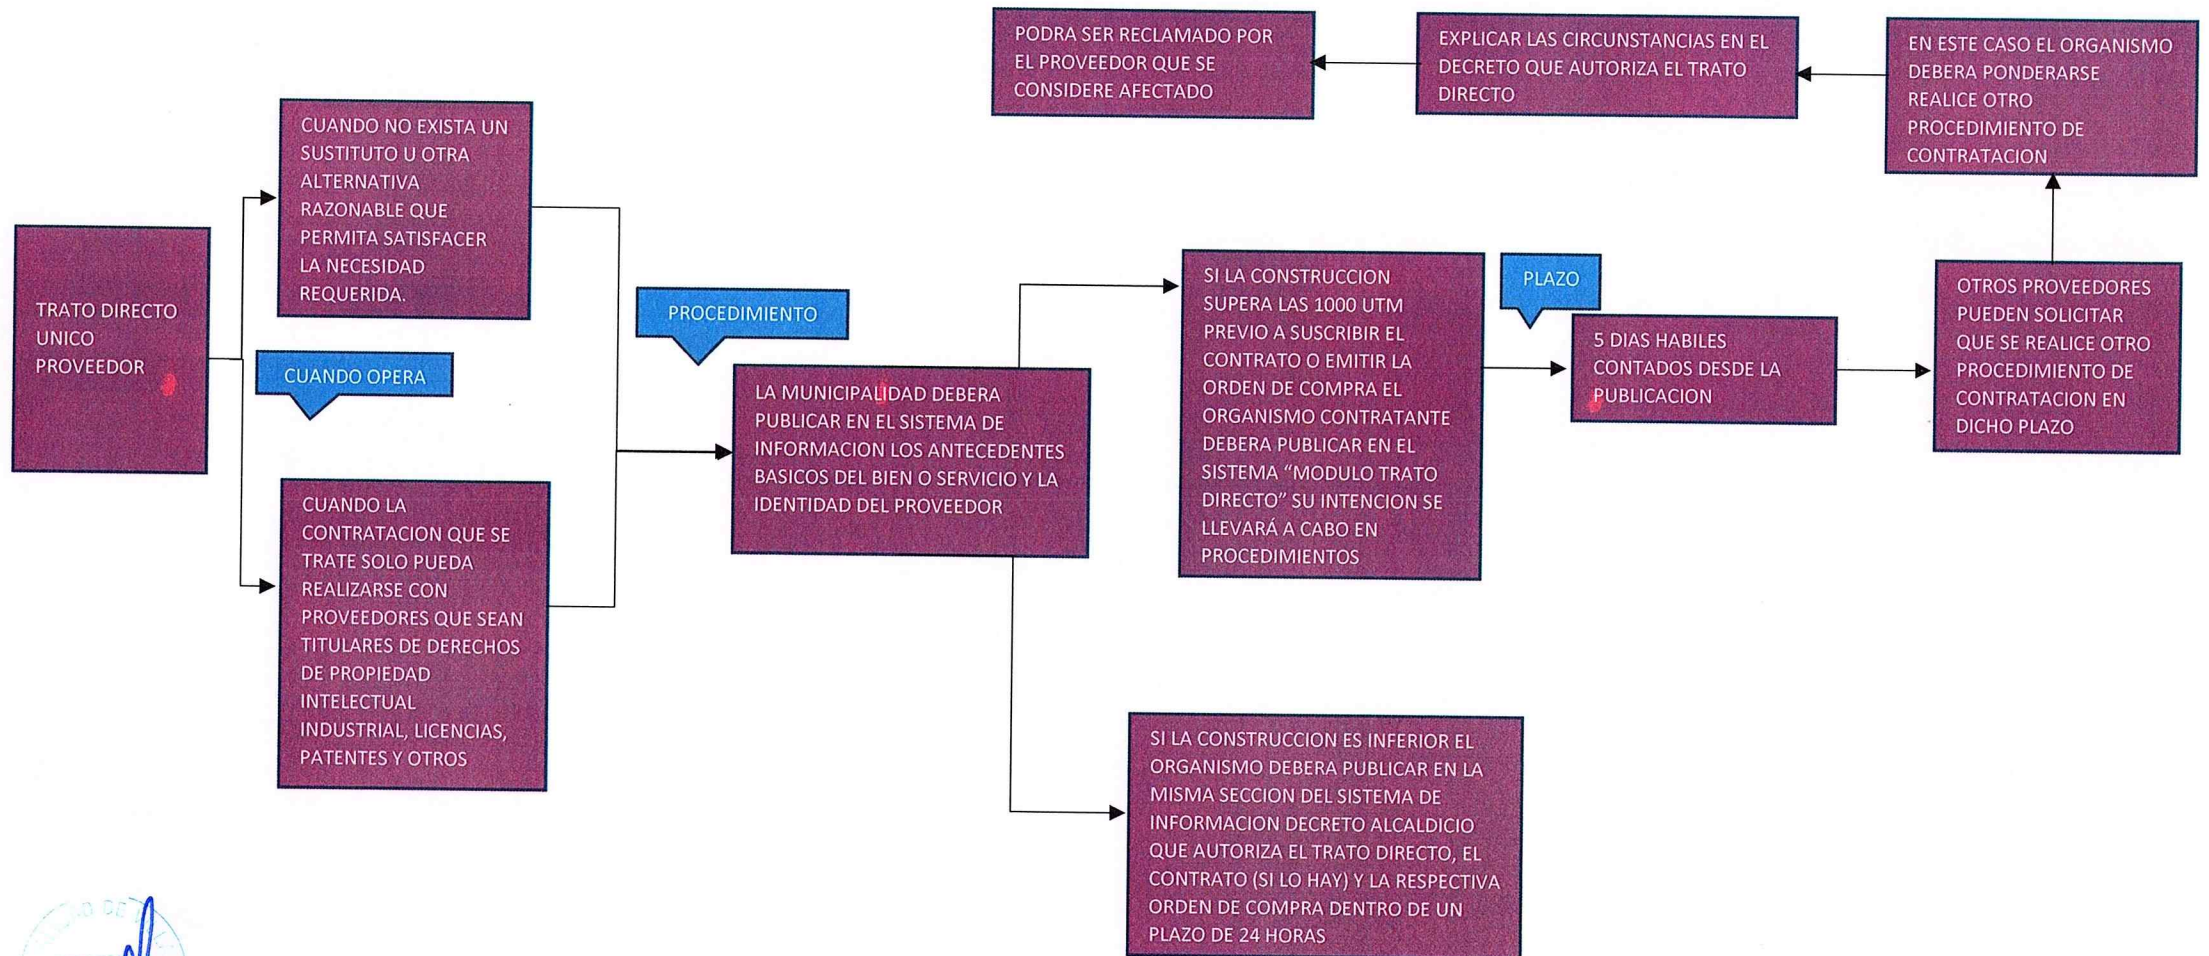 TRATO DIRECTO
UNICO
PROVEEDOR
CUANDO OPERA
CUANDO NO EXISTA UN
SUSTITUTO U OTRA
ALTERNATIVA
RAZONABLE QUE
PERMITA SATISFACER
LA NECESIDAD
REQUERIDA.
CUANDO LA
CONTRATACION QUE SE
TRATE SOLO PUEDA
REALIZARSE CON
PROVEEDORES QUE SEAN
TITULARES DE DERECHOS
DE PROPIEDAD
INTELECTUAL
INDUSTRIAL, LICENCIAS,
PATENTES Y OTROS
PROCEDIMIENTO
LA MUNICIPALIDAD DEBERA
PUBLICAR EN EL SISTEMA DE
INFORMACION LOS ANTECEDENTES
BASICOS DEL BIEN O SERVICIO Y LA
IDENTIDAD DEL PROVEEDOR
SI LA CONSTRUCCION
SUPERA LAS 1000 UTM
PREVIO A SUSCRIBIR EL
CONTRATO O EMITIR LA
ORDEN DE COMPRA EL
ORGANISMO CONTRATANTE
DEBERA PUBLICAR EN EL
SISTEMA “MODULO TRATO
DIRECTO” SU INTENCION SE
LLEVARÁ A CABO EN
PROCEDIMIENTOS
PLAZO
5 DIAS HABILES
CONTADOS DESDE LA
PUBLICACION
OTROS PROVEEDORES
PUEDEN SOLICITAR
QUE SE REALICE OTRO
PROCEDIMIENTO DE
CONTRATACION EN
DICHO PLAZO
EN ESTE CASO EL ORGANISMO
DEBERA PONDERARSE
REALICE OTRO
PROCEDIMIENTO DE
CONTRATACION
EXPLICAR LAS CIRCUNSTANCIAS EN EL
DECRETO QUE AUTORIZA EL TRATO
DIRECTO
PODRA SER RECLAMADO POR
EL PROVEEDOR QUE SE
CONSIDERE AFECTADO
SI LA CONSTRUCCION ES INFERIOR EL
ORGANISMO DEBERA PUBLICAR EN LA
MISMA SECCION DEL SISTEMA DE
INFORMACION DECRETO ALCALDICIO
QUE AUTORIZA EL TRATO DIRECTO, EL
CONTRATO (SI LO HAY) Y LA RESPECTIVA
ORDEN DE COMPRA DENTRO DE UN
PLAZO DE 24 HORAS